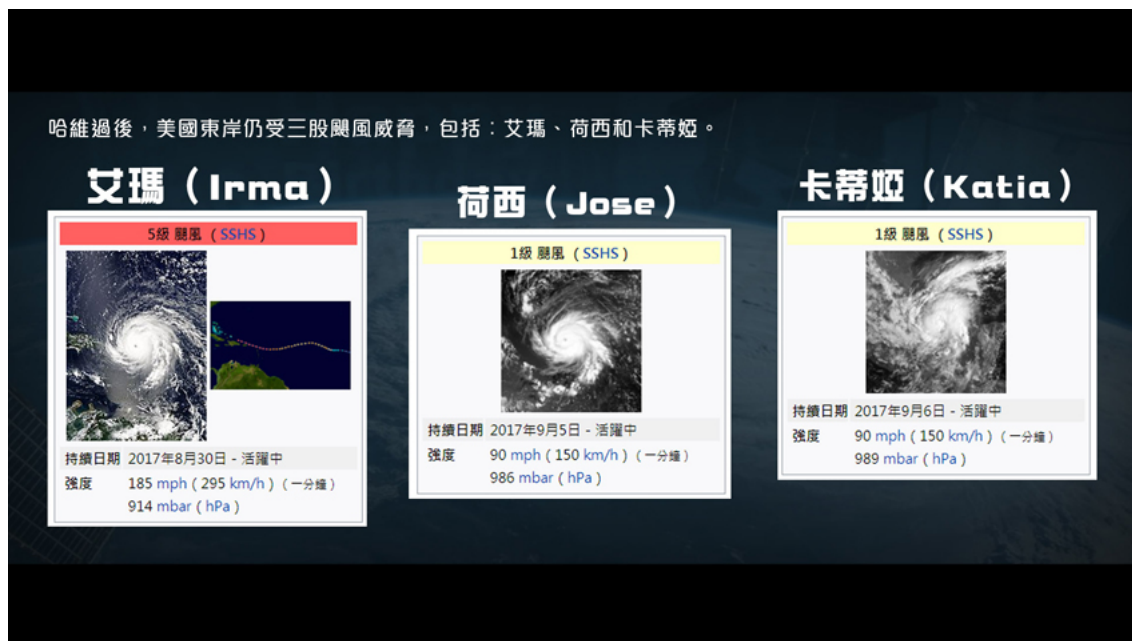 哈維過後，美國東岸仍受三股颶風威脅，包括：艾瑪、荷西和卡蒂婭。
艾瑪（Irma）
5級 颶風 （SSHS）
持續日期 2017年8月30日 - 活躍中
強度 185 mph ( 295 km/h )（一分鐘）
914 mbar ( hPa )
荷西（Jose）
1級 颶風 （SSHS）
持續日期 2017年9月5日 - 活躍中
強度 90 mph ( 150 km/h )（一分鐘）
986 mbar ( hPa )
卡蒂婭（Katia）
1級 颶風 （SSHS）
持續日期 2017年9月6日 - 活躍中
強度 90 mph ( 150 km/h )（一分鐘）
989 mbar ( hPa )